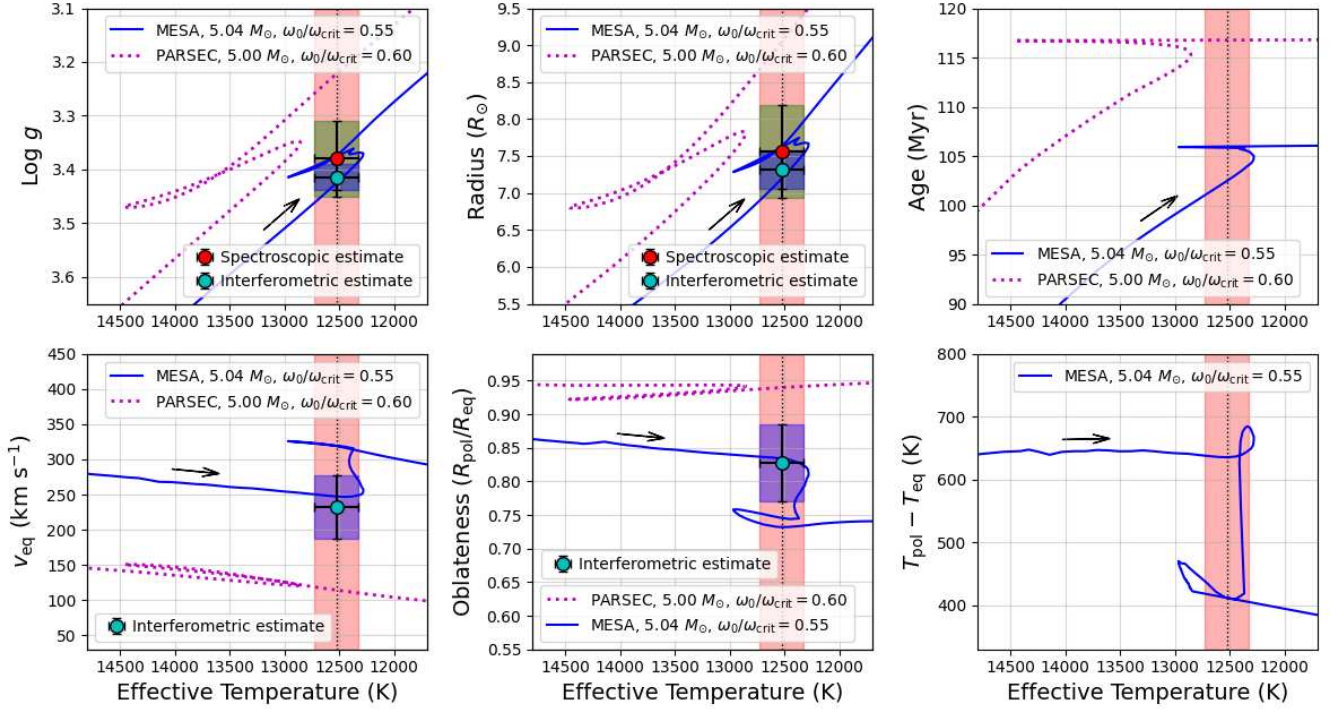 3.1
3.2
3.3
3.4
3.5
3.6
Log g
MESA, 5.04 M⊙, ω0/ωcrit = 0.55
PARSEC, 5.00 M⊙, ω0/ωcrit = 0.60
Spectroscopic estimate
Interferometric estimate
14500 14000 13500 13000 12500 12000
9.5
9.0
8.5
8.0
7.5
7.0
6.5
6.0
5.5
Radius (R⊙)
MESA, 5.04 M⊙, ω0/ωcrit = 0.55
PARSEC, 5.00 M⊙, ω0/ωcrit = 0.60
Spectroscopic estimate
Interferometric estimate
14500 14000 13500 13000 12500 12000
120
115
110
105
100
95
90
Age (Myr)
MESA, 5.04 M⊙, ω0/ωcrit = 0.55
PARSEC, 5.00 M⊙, ω0/ωcrit = 0.60
14500 14000 13500 13000 12500 12000
450
400
350
300
250
200
150
100
50
veq (km s⁻¹)
MESA, 5.04 M⊙, ω0/ωcrit = 0.55
PARSEC, 5.00 M⊙, ω0/ωcrit = 0.60
Interferometric estimate
14500 14000 13500 13000 12500 12000
Effective Temperature (K)
0.95
0.90
0.85
0.80
0.75
0.70
0.65
0.60
0.55
Oblateness (Rpol/Req)
Interferometric estimate
PARSEC, 5.00 M⊙, ω0/ωcrit = 0.60
MESA, 5.04 M⊙, ω0/ωcrit = 0.55
14500 14000 13500 13000 12500 12000
Effective Temperature (K)
800
700
600
500
400
Tpol − Teq (K)
MESA, 5.04 M⊙, ω0/ωcrit = 0.55
14500 14000 13500 13000 12500 12000
Effective Temperature (K)